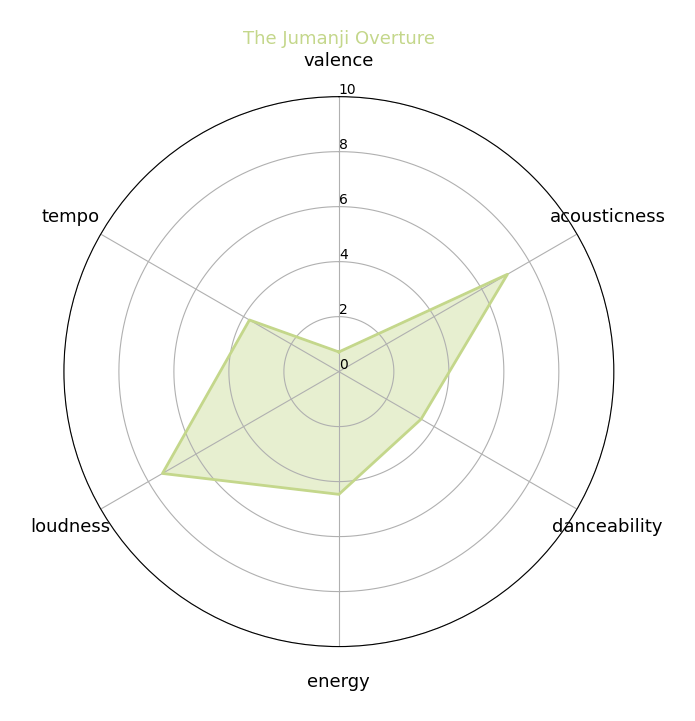 The Jumanji Overture
valence
10
8
6
4
2
0
tempo
acousticness
loudness
danceability
energy